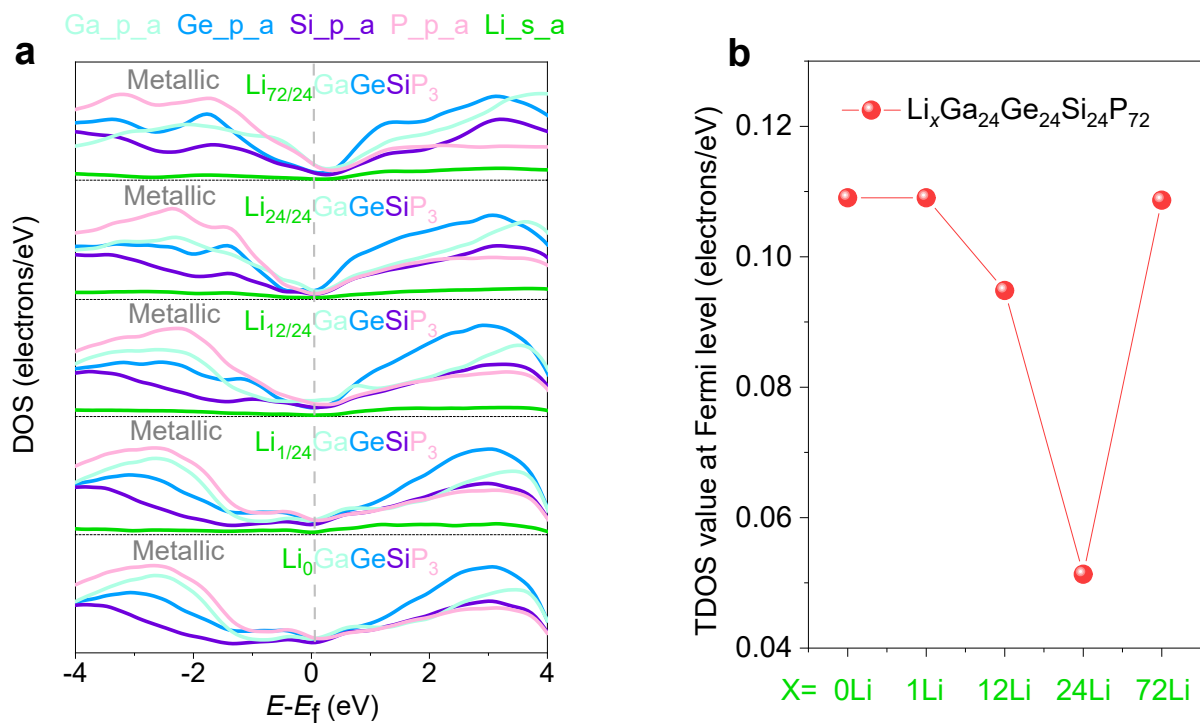 Ga_p_a Ge_p_a Si_p_a P_p_a Li_s_a
a
Metallic Li72/24GaGeSiP3
Metallic Li24/24GaGeSiP3
Metallic Li12/24GaGeSiP3
Metallic Li1/24GaGeSiP3
Metallic Li0GaGeSiP3
DOS (electrons/eV)
-4 -2 0 2 4
E-Ef (eV)
b
LixGa24Ge24Si24P72
TDOS value at Fermi level (electrons/eV)
0.12
0.10
0.08
0.06
0.04
X= 0Li 1Li 12Li 24Li 72Li